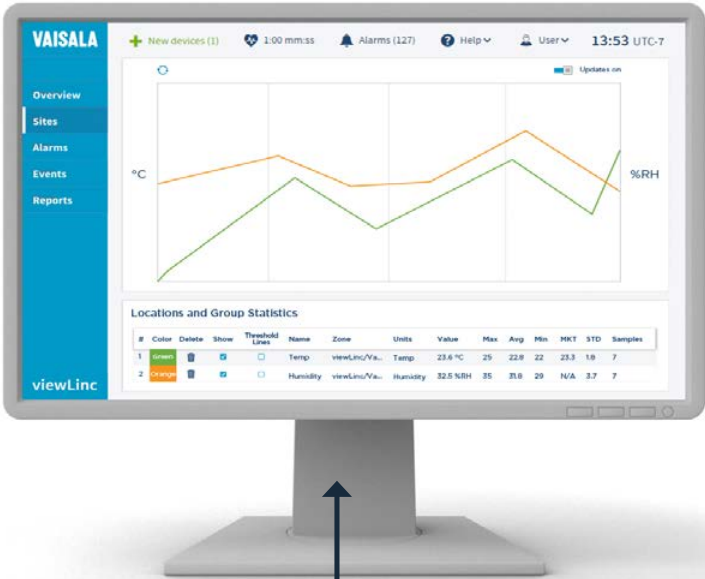 VAISALA
New devices (1) 1:00 mm:ss Alarms (127) Help User 13:53 UTC-7
Updates on
Overview
Sites
Alarms
Events
Reports
°C
%RH
Locations and Group Statistics
# Color Delete Show Threshold Lines Name Zone Units Value Max Avg Min MKT STD Samples
1 Green Temp viewLinc/Va... Temp 23.6 °C 25 22.8 22 23.3 1.8 7
2 Orange Humidity viewLinc/Va... Humidity 32.5 %RH 35 31.8 29 N/A 3.7 7
viewLinc